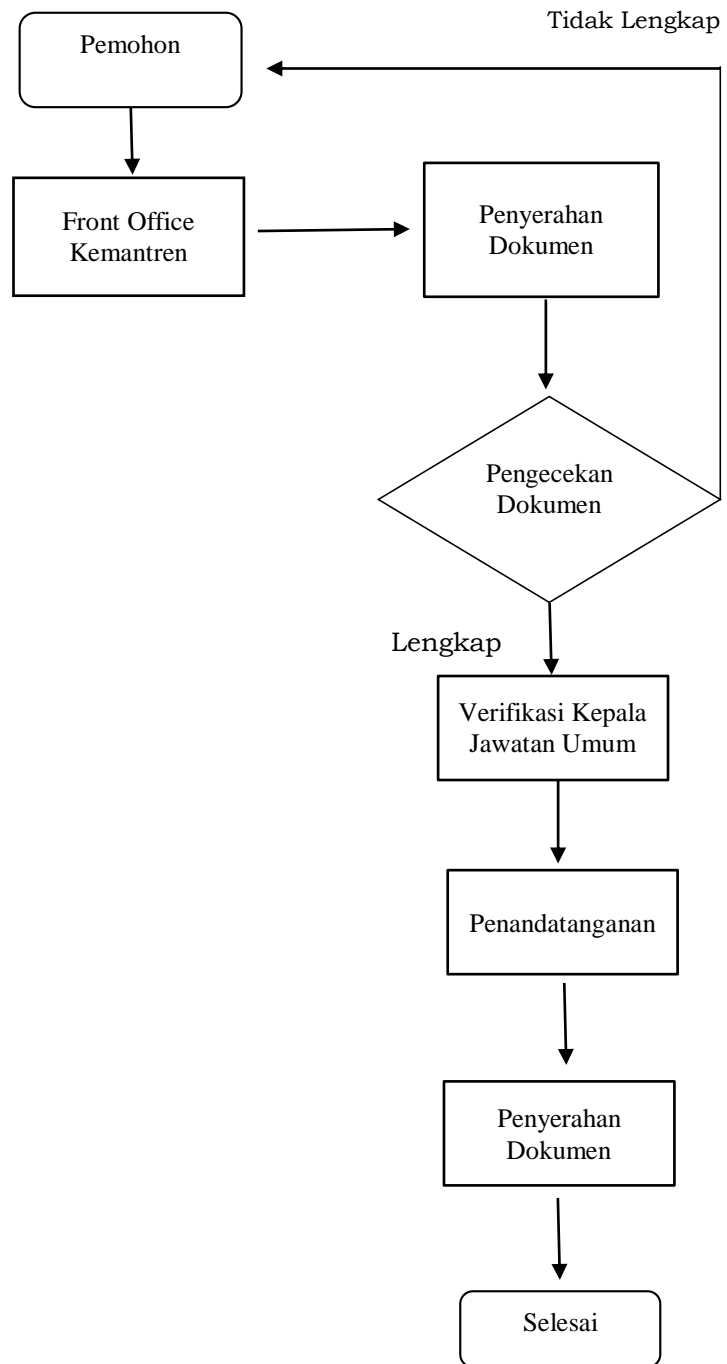 Tidak Lengkap
Pemohon
Front Office
Kemantren
Penyerahan
Dokumen
Pengecekan
Dokumen
Lengkap
Verifikasi Kepala
Jawatan Umum
Penandatanganan
Penyerahan
Dokumen
Selesai